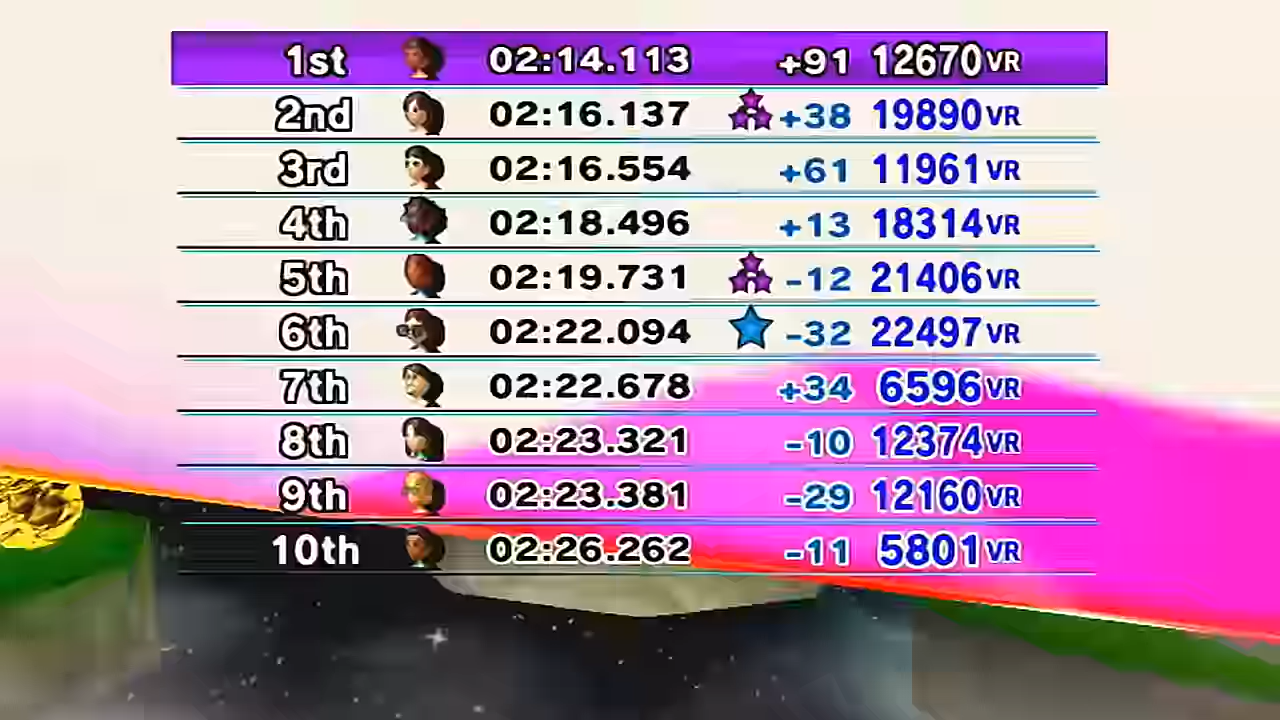 1st 02:14.113 +91 12670VR
2nd 02:16.137 +38 19890VR
3rd 02:16.554 +61 11961VR
4th 02:18.496 +13 18314VR
5th 02:19.731 -12 21406VR
6th 02:22.094 -32 22497VR
7th 02:22.678 +34 6596VR
8th 02:23.321 -10 12374VR
9th 02:23.381 -29 12160VR
10th 02:26.262 -11 5801VR